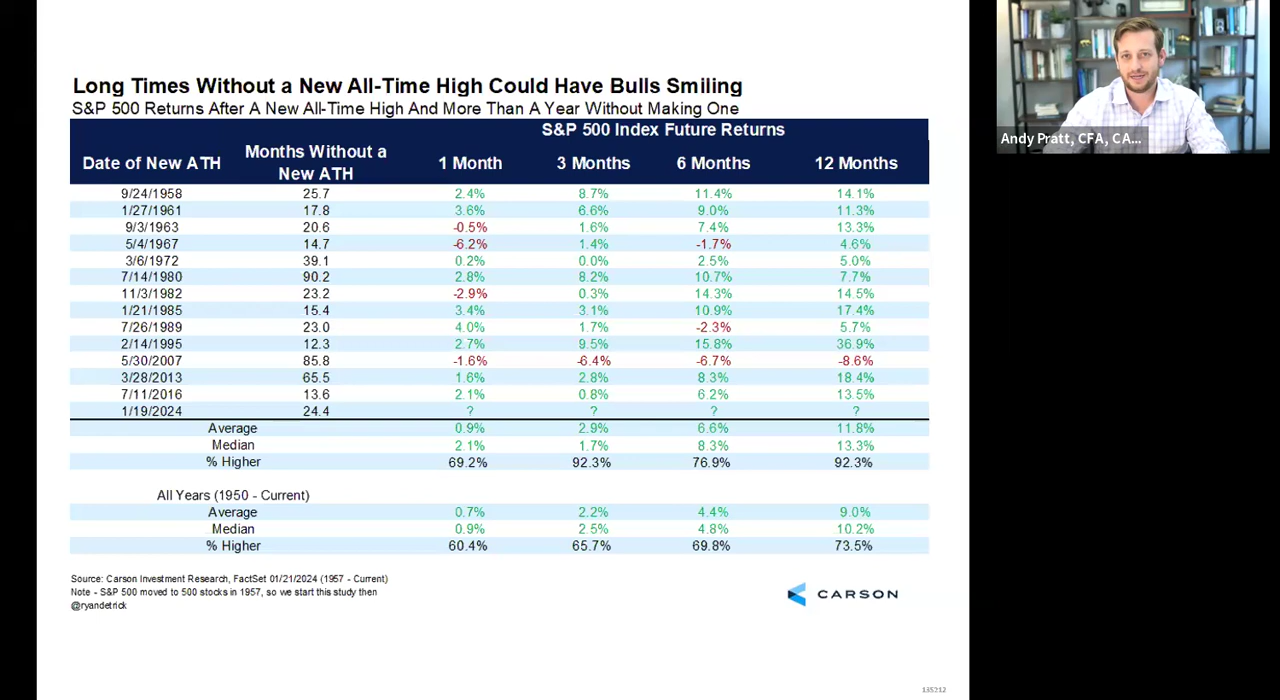 Long Times Without a New All-Time High Could Have Bulls Smiling
S&P 500 Returns After A New All-Time High And More Than A Year Without Making One
S&P 500 Index Future Returns
Date of New ATH Months Without a New ATH 1 Month 3 Months 6 Months 12 Months
9/24/1958 25.7 2.4% 8.7% 11.4% 14.1%
1/27/1961 17.8 3.6% 6.6% 9.0% 11.3%
9/3/1963 20.6 -0.5% 1.6% 7.4% 13.3%
5/4/1967 14.7 -6.2% 1.4% -1.7% 4.6%
3/6/1972 39.1 0.2% 0.0% 2.5% 5.0%
7/14/1980 90.2 2.8% 8.2% 10.7% 7.7%
11/3/1982 23.2 -2.9% 0.3% 14.3% 14.5%
1/21/1985 15.4 3.4% 3.1% 10.9% 17.4%
7/26/1989 23.0 4.0% 1.7% -2.3% 5.7%
2/14/1995 12.3 2.7% 9.5% 15.8% 36.9%
5/30/2007 85.8 -1.6% -6.4% -6.7% -8.6%
3/28/2013 65.5 1.6% 2.8% 8.3% 18.4%
7/11/2016 13.6 2.1% 0.8% 6.2% 13.5%
1/19/2024 24.4 ? ? ? ?
Average 0.9% 2.9% 6.6% 11.8%
Median 2.1% 1.7% 8.3% 13.3%
% Higher 69.2% 92.3% 76.9% 92.3%
All Years (1950 - Current)
Average 0.7% 2.2% 4.4% 9.0%
Median 0.9% 2.5% 4.8% 10.2%
% Higher 60.4% 65.7% 69.8% 73.5%
Source: Carson Investment Research, FactSet 01/21/2024 (1957 - Current)
Note - S&P 500 moved to 500 stocks in 1957, so we start this study then
@ryandetrick
CARSON
135212
Andy Pratt, CFA, CA...